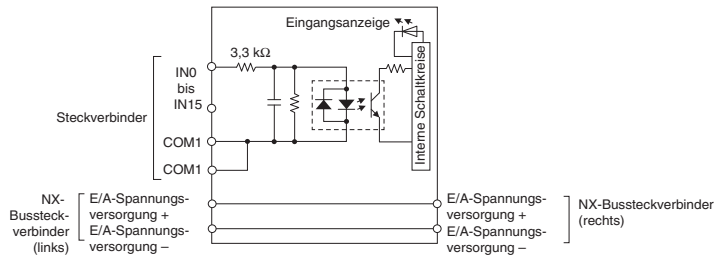 Eingangsanzeige
3,3 kΩ
IN0
bis
IN15
Steckverbinder
COM1
COM1
Interne Schaltkreise
NX-
Bussteck-
verbinder
(links)
E/A-Spannungs-
versorgung +
E/A-Spannungs-
versorgung –
E/A-Spannungs-
versorgung +
E/A-Spannungs-
versorgung –
NX-Bussteckverbinder
(rechts)